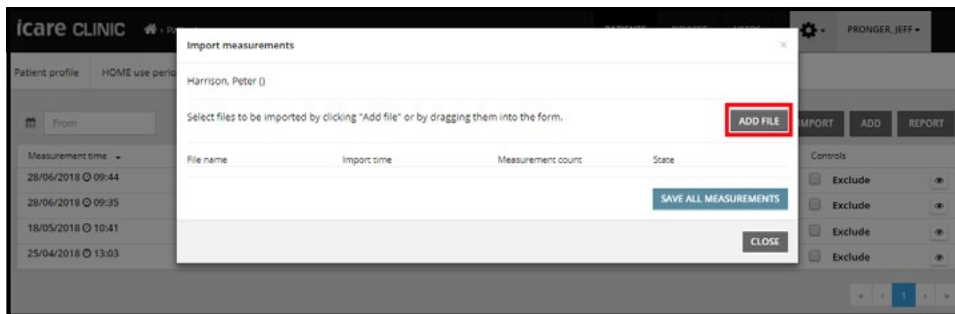 icare CLINIC
PRONGER, JEFF
Import measurements
Patient profile HOME use perio
Harrison, Peter ()
From
Select files to be imported by clicking "Add file" or by dragging them into the form.
ADD FILE
IMPORT ADD REPORT
Measurement time
File name Import time Measurement count State
Controls
28/06/2018 09:44
Exclude
28/06/2018 09:35
SAVE ALL MEASUREMENTS
Exclude
18/05/2018 10:41
Exclude
CLOSE
25/04/2018 13:03
Exclude
« ‹ 1 › »